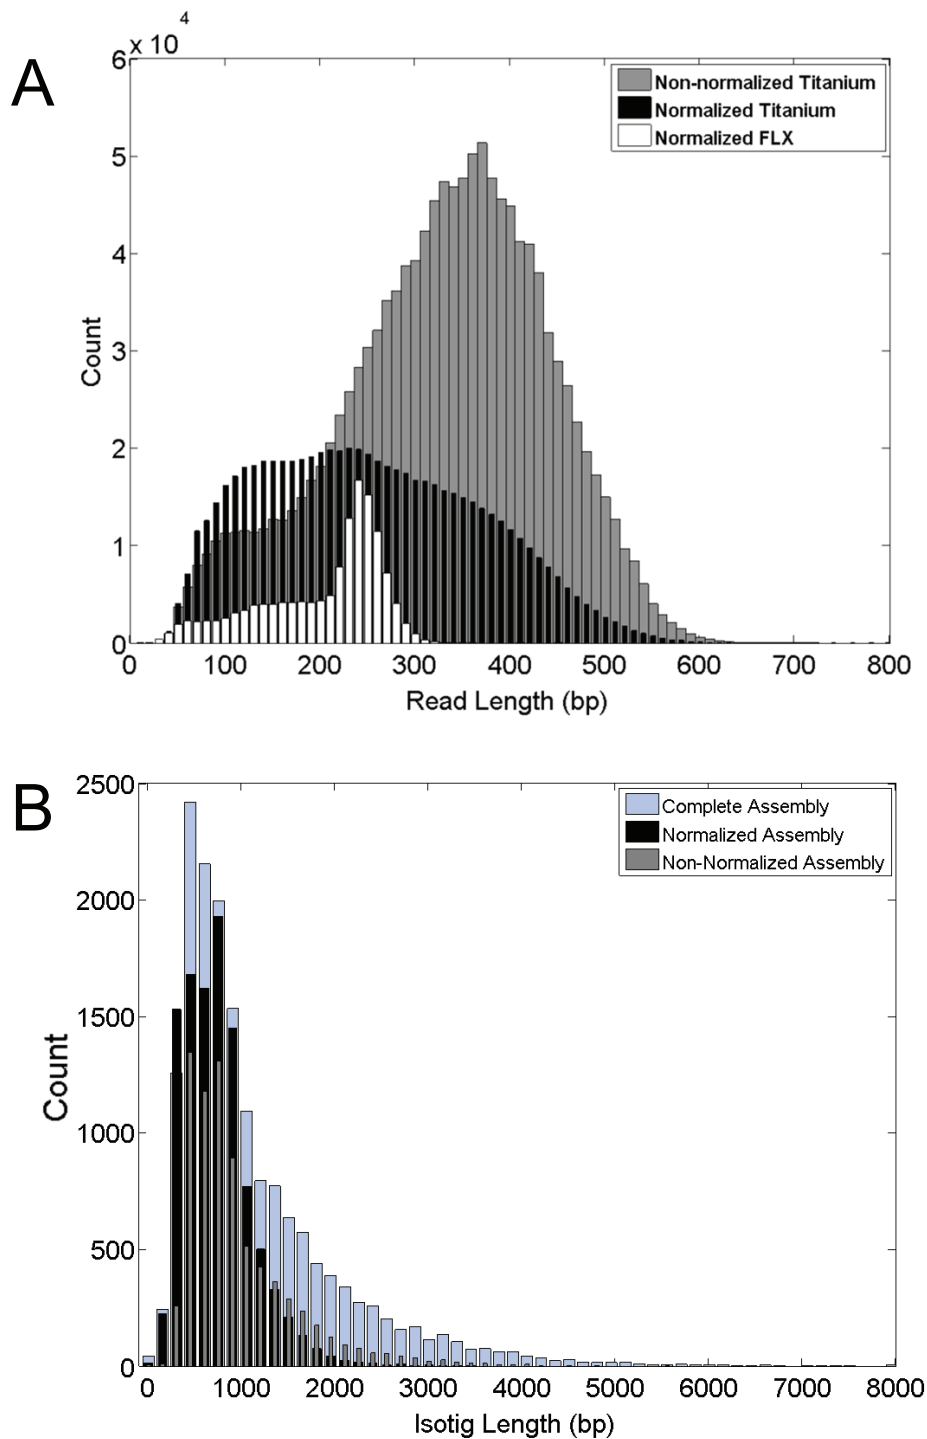 A
6 x 10 4
Non-normalized Titanium
Normalized Titanium
Normalized FLX
5
4
3
2
1
0
Count
0 100 200 300 400 500 600 700 800
Read Length (bp)
B
2500
Complete Assembly
Normalized Assembly
Non-Normalized Assembly
2000
1500
1000
500
0
Count
0 1000 2000 3000 4000 5000 6000 7000 8000
Isotig Length (bp)